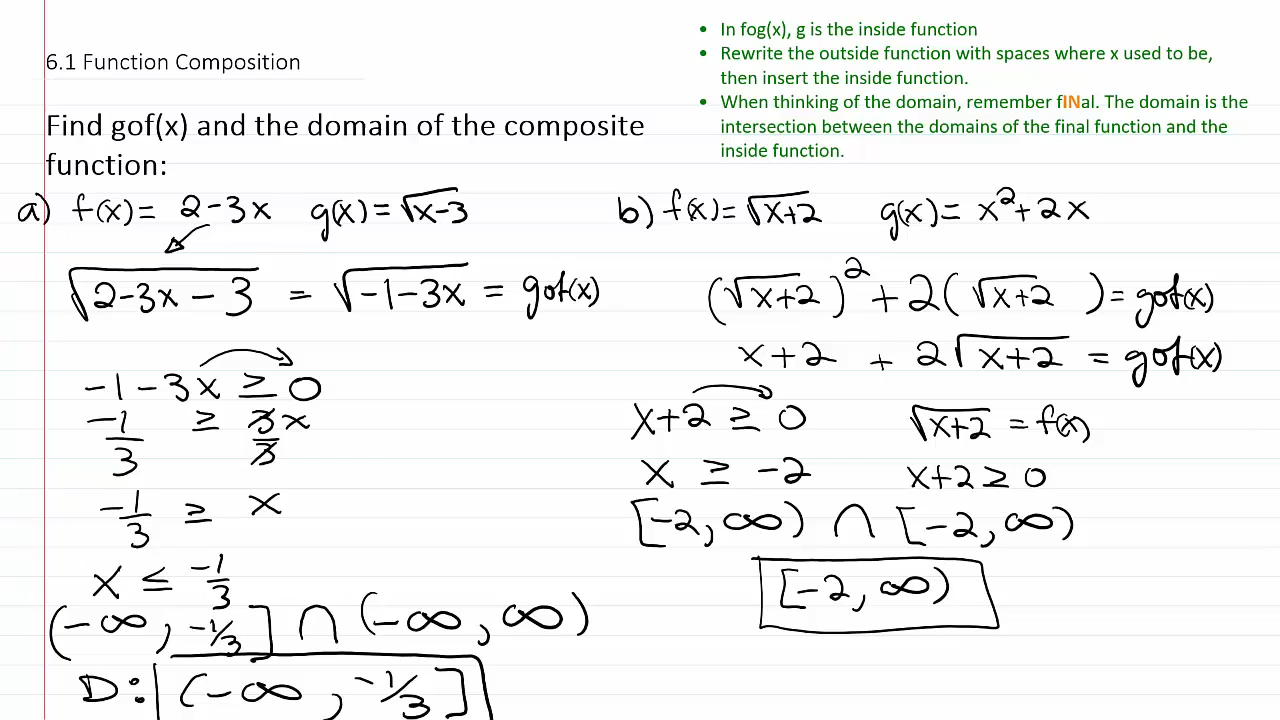 6.1 Function Composition
• In fog(x), g is the inside function
• Rewrite the outside function with spaces where x used to be,
then insert the inside function.
• When thinking of the domain, remember fINal. The domain is the
intersection between the domains of the final function and the
inside function.
Find gof(x) and the domain of the composite
function:
a) f(x) = 2-3x g(x) = √(x-3)
√(2-3x - 3) = √(-1-3x) = gof(x)
-1-3x ≥ 0
-1/3 ≥ 3x/3
-1/3 ≥ x
x ≤ -1/3
(-∞, -1/3] ∩ (-∞, ∞)
D: (-∞, -1/3]
b) f(x) = √(x+2) g(x) = x²+2x
(√(x+2))² + 2(√(x+2)) = gof(x)
x+2 + 2√(x+2) = gof(x)
x+2 ≥ 0 √(x+2) = f(x)
x ≥ -2 x+2 ≥ 0
[-2, ∞) ∩ [-2, ∞)
[-2, ∞)